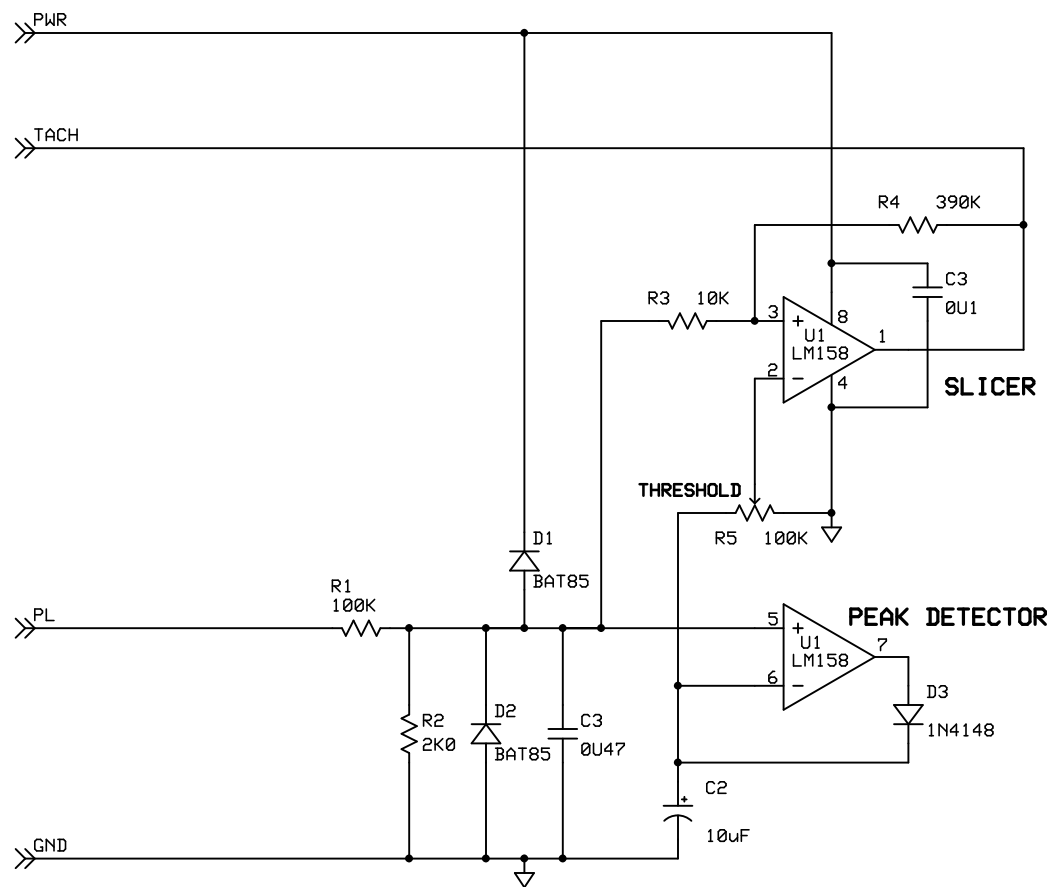 PWR
TACH
R4 390K
C3
0U1
R3 10K
3
+
8
U1
LM158
1
2
−
4
SLICER
THRESHOLD
R5 100K
D1
BAT85
R1
100K
PL
PEAK DETECTOR
5
+
U1
LM158
7
6
−
D3
1N4148
R2
2K0
D2
BAT85
C3
0U47
C2
+
10uF
GND